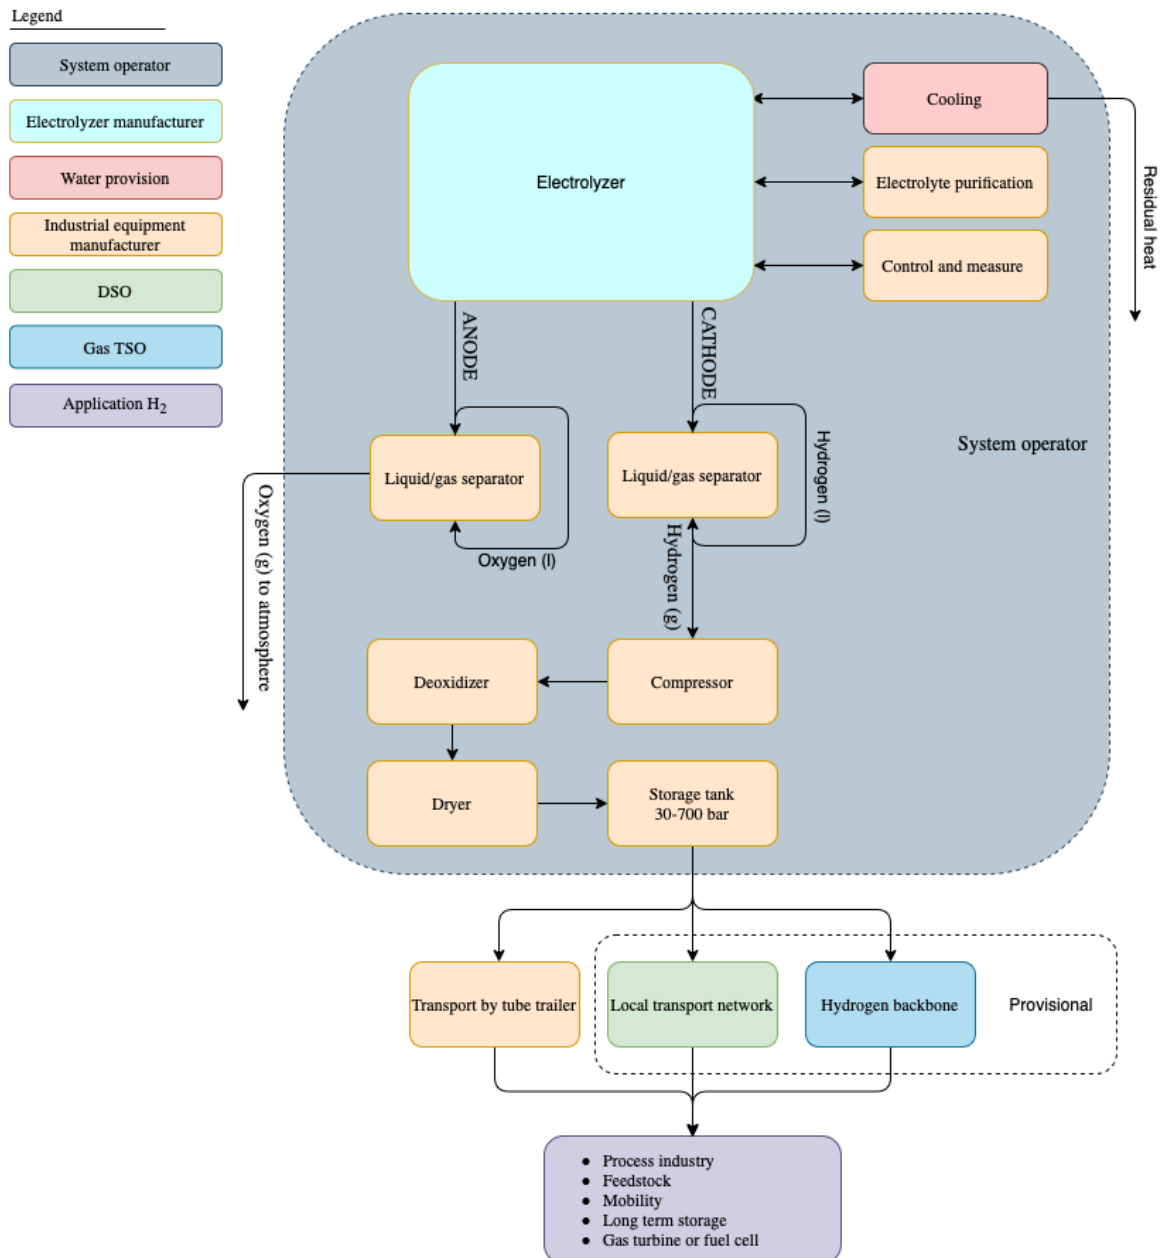 Legend
System operator
Electrolyzer manufacturer
Water provision
Industrial equipment
manufacturer
DSO
Gas TSO
Application H₂
Electrolyzer
Cooling
Electrolyte purification
Control and measure
Residual heat
ANODE
CATHODE
System operator
Liquid/gas separator
Oxygen (l)
Liquid/gas separator
Hydrogen (l)
Oxygen (g) to atmosphere
Hydrogen (g)
Deoxidizer
Compressor
Dryer
Storage tank
30-700 bar
Transport by tube trailer
Local transport network
Hydrogen backbone
Provisional
● Process industry
● Feedstock
● Mobility
● Long term storage
● Gas turbine or fuel cell